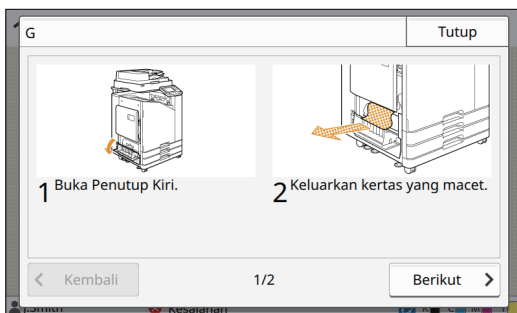 G
Tutup
1 Buka Penutup Kiri.
2 Keluarkan kertas yang macet.
Kembali
1/2
Berikut